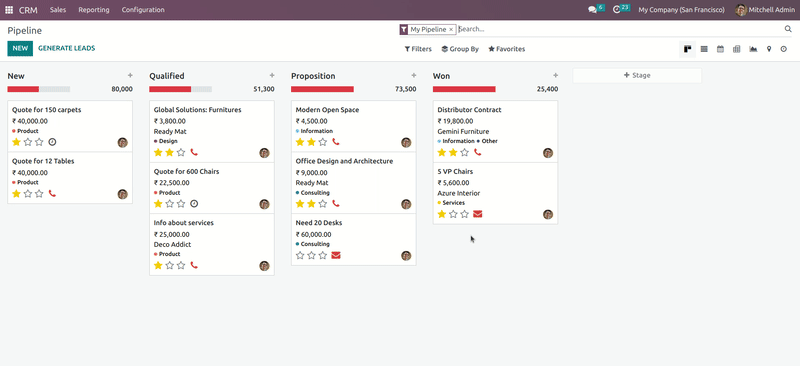 CRM Sales Reporting Configuration 6 23 My Company (San Francisco) Mitchell Admin
Pipeline My Pipeline × Search...
NEW GENERATE LEADS Filters Group By Favorites
New +
80,000
Quote for 150 carpets
₹ 40,000.00
Product
Quote for 12 Tables
₹ 40,000.00
Product
Qualified +
51,300
Global Solutions: Furnitures
₹ 3,800.00
Ready Mat
Design
Quote for 600 Chairs
₹ 22,500.00
Product
Info about services
₹ 25,000.00
Deco Addict
Product
Proposition +
73,500
Modern Open Space
₹ 4,500.00
Information
Office Design and Architecture
₹ 9,000.00
Ready Mat
Consulting
Need 20 Desks
₹ 60,000.00
Consulting
Won +
25,400
Distributor Contract
₹ 19,800.00
Gemini Furniture
Information Other
5 VP Chairs
₹ 5,600.00
Azure Interior
Services
+ Stage